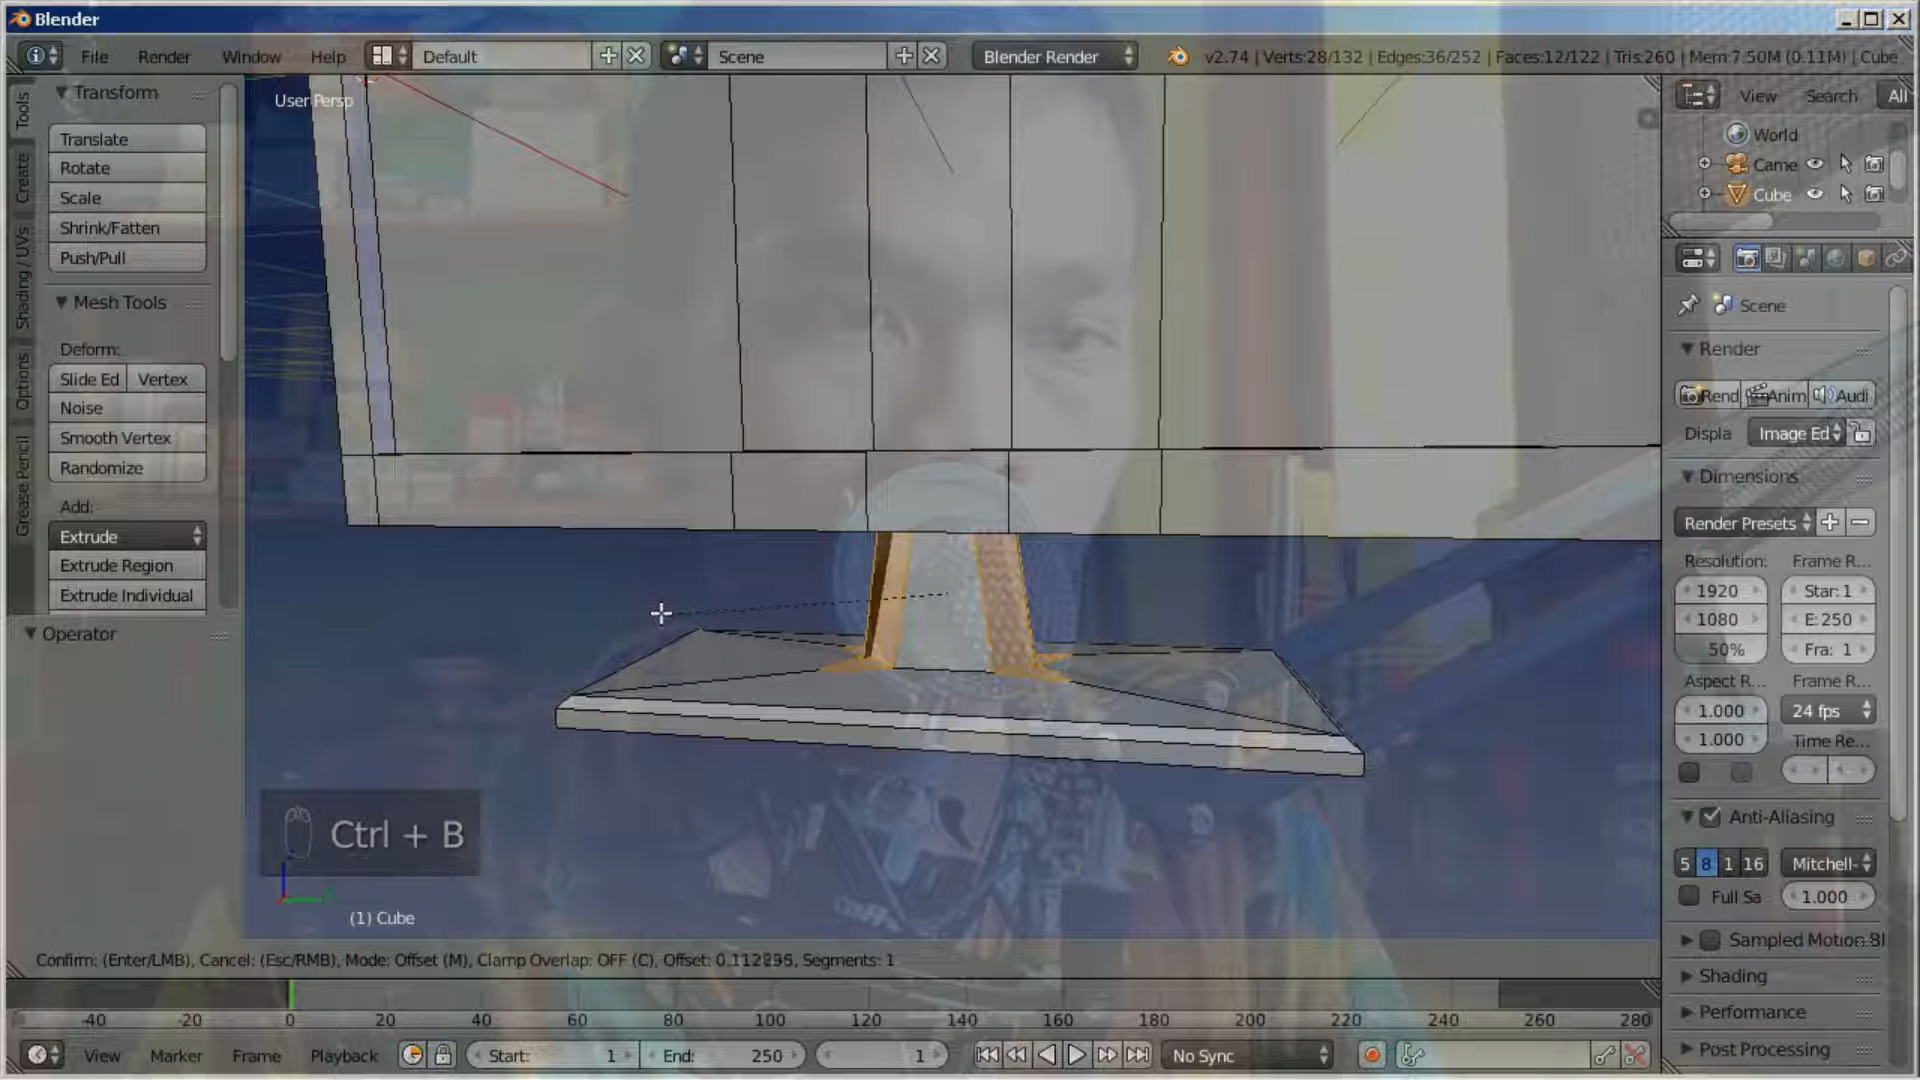 Blender
File Render Window Help Default Scene Blender Render v2.74 | Verts:28/132 | Edges:36/252 | Faces:12/122 | Tris:260 | Mem:7.50M (0.11M) | Cube
Tools
Create
Shading / UVs
Options
Grease Pencil
Transform
Translate
Rotate
Scale
Shrink/Fatten
Push/Pull
Mesh Tools
Deform:
Slide Ed Vertex
Noise
Smooth Vertex
Randomize
Add:
Extrude
Extrude Region
Extrude Individual
Operator
User Persp
Ctrl + B
(1) Cube
Confirm: (Enter/LMB), Cancel: (Esc/RMB), Mode: Offset (M), Clamp Overlap: OFF (C), Segments: 1
View Search All
World
Came
Cube
Scene
Render
Rend Anim Audi
Displa Image Ed
Dimensions
Render Presets
Resolution: Frame R...
1920 Star: 1
1080 E: 250
50% Fra: 1
Aspect R... Frame R...
1.000 24 fps
1.000 Time Re...
Anti-Aliasing
5 8 1 16 Mitchell-
Full Sa 1.000
Sampled Motion Bl
Shading
Performance
Post Processing
-40 -20 0 20 40 60 80 100 120 140 160 180 200 220 240 260 280
View Marker Frame Playback Start: 1 End: 250 1 No Sync